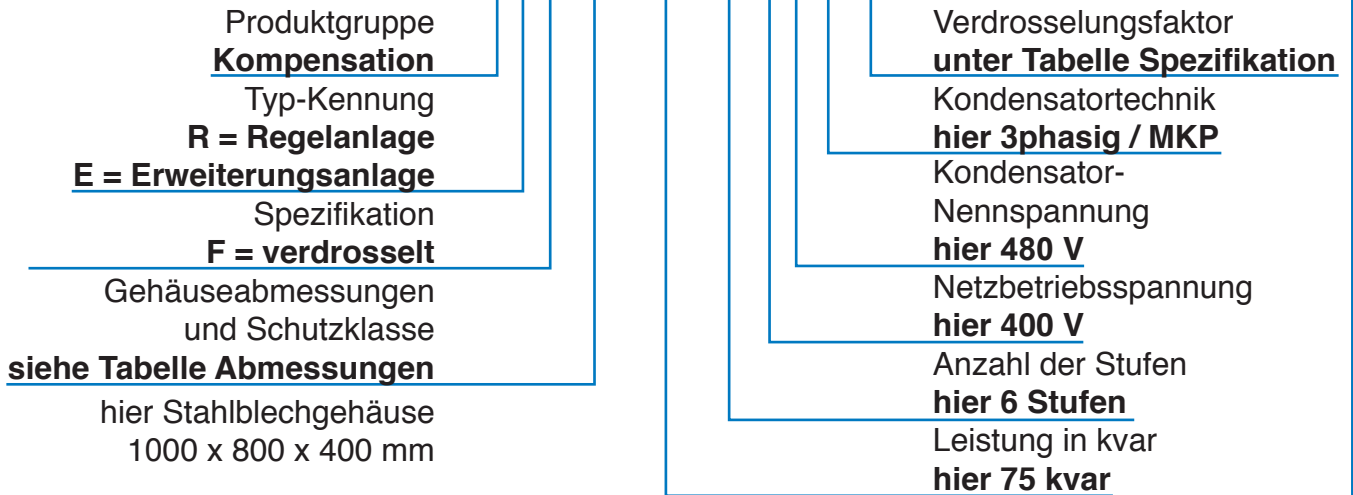 Produktgruppe
Kompensation
Typ-Kennung
R = Regelanlage
E = Erweiterungsanlage
Spezifikation
F = verdrosselt
Gehäuseabmessungen
und Schutzklasse
siehe Tabelle Abmessungen
hier Stahlblechgehäuse
1000 x 800 x 400 mm
Verdrosselungsfaktor
unter Tabelle Spezifikation
Kondensatortechnik
hier 3phasig / MKP
Kondensator-
Nennspannung
hier 480 V
Netzbetriebsspannung
hier 400 V
Anzahl der Stufen
hier 6 Stufen
Leistung in kvar
hier 75 kvar